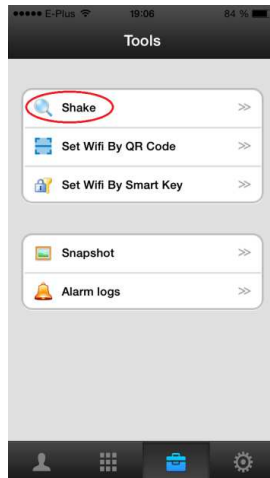 E-Plus 19:06 84 %
Tools
Shake
Set Wifi By QR Code
Set Wifi By Smart Key
Snapshot
Alarm logs